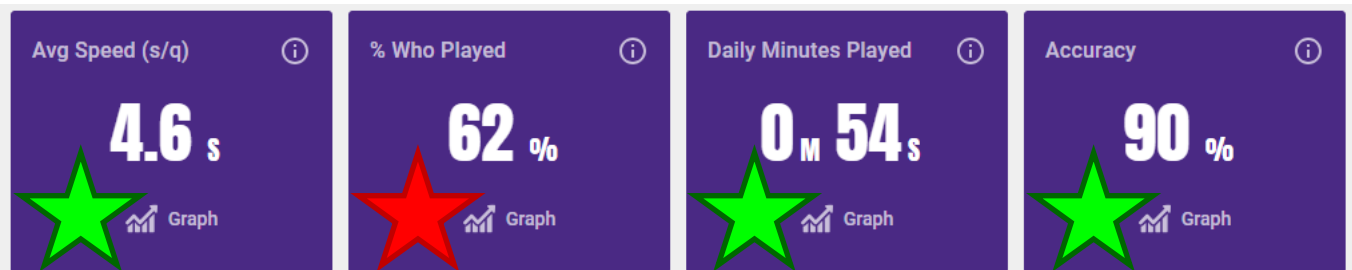 Avg Speed (s/q)
4.6 s
Graph
% Who Played
62 %
Graph
Daily Minutes Played
0 M 54 s
Graph
Accuracy
90 %
Graph